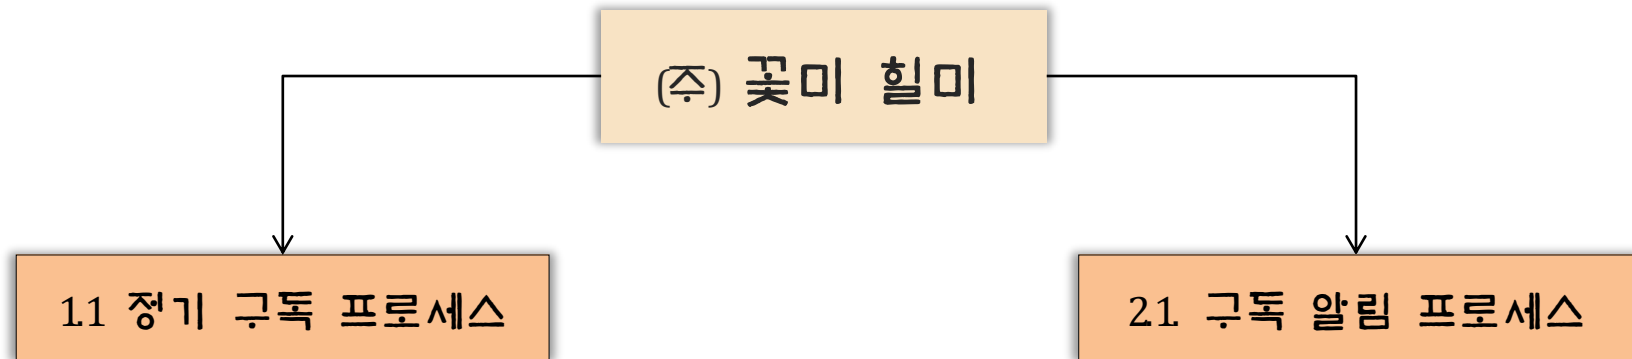 (주) 꽃미 힐미
1.1 정기 구독 프로세스
2.1. 구독 알림 프로세스